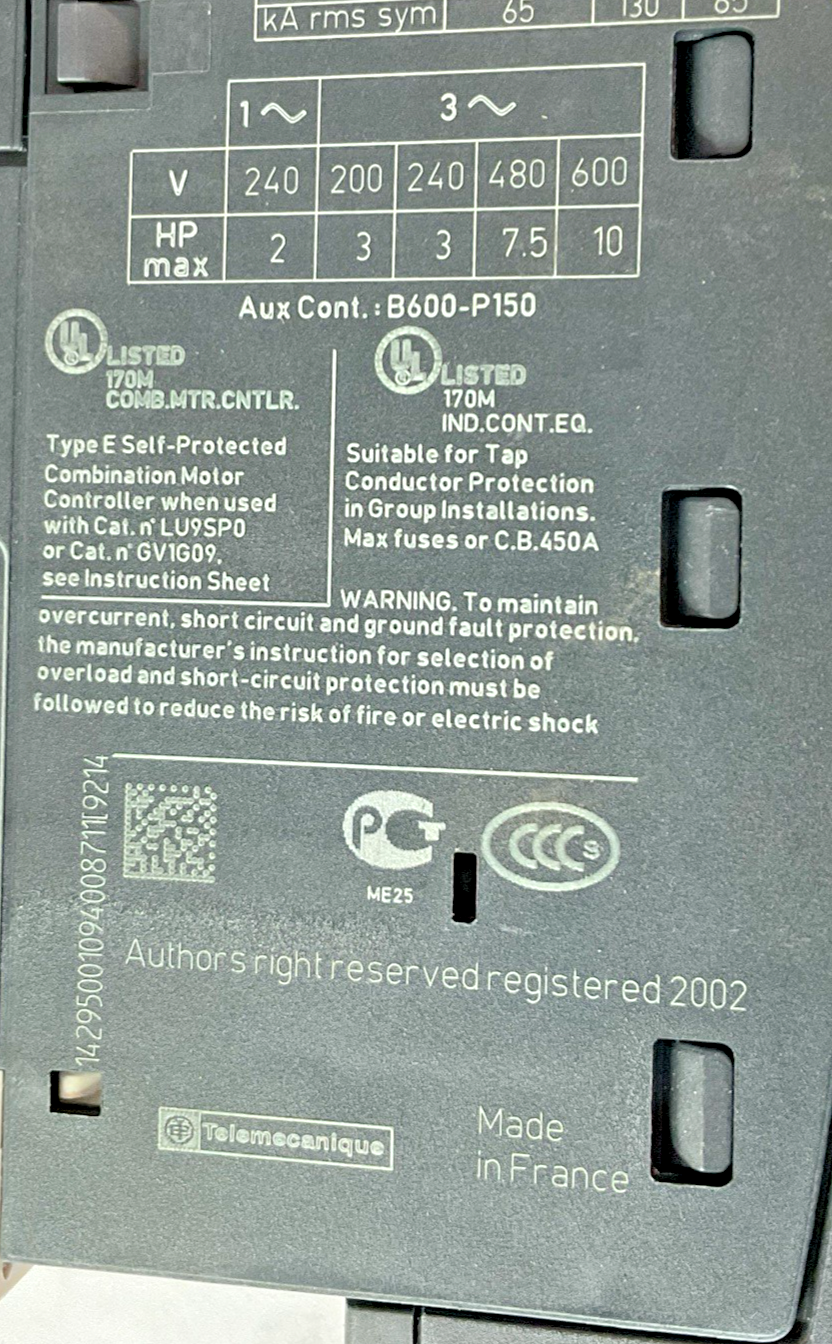 kA rms sym 65 130 65
1 ~ 3 ~
V 240 200 240 480 600
HP max 2 3 3 7.5 10
Aux Cont. : B600-P150
UL LISTED
170M
COMB.MTR.CNTLR.
Type E Self-Protected
Combination Motor
Controller when used
with Cat. n° LU9SP0
or Cat. n° GV1G09,
see Instruction Sheet
UL LISTED
170M
IND.CONT.EQ.
Suitable for Tap
Conductor Protection
in Group Installations.
Max fuses or C.B.450A
WARNING. To maintain
overcurrent, short circuit and ground fault protection,
the manufacturer's instruction for selection of
overload and short-circuit protection must be
followed to reduce the risk of fire or electric shock
PCT
ME25
CCC S
Authors right reserved registered 2002
Telemecanique
Made
in France